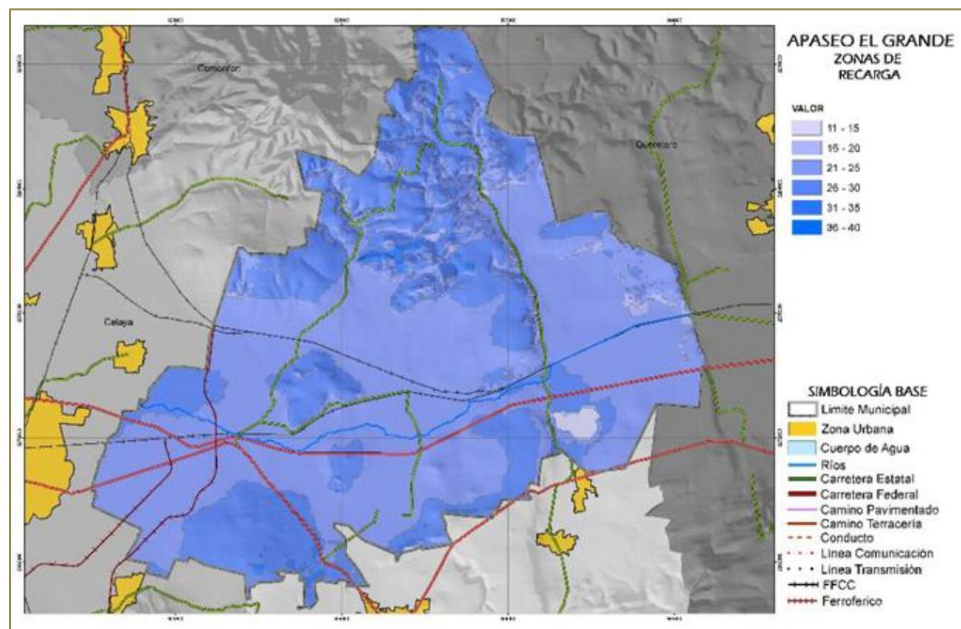 APASEO EL GRANDE
ZONAS DE
RECARGA
VALOR
11 - 15
16 - 20
21 - 25
26 - 30
31 - 35
36 - 40
Comonfort
Querétaro
Celaya
SIMBOLOGÍA BASE
Limite Municipal
Zona Urbana
Cuerpo de Agua
Ríos
Carretera Estatal
Carretera Federal
Camino Pavimentado
Camino Terracería
Conducto
Linea Comunicación
Linea Transmisión
FFCC
Ferroferico